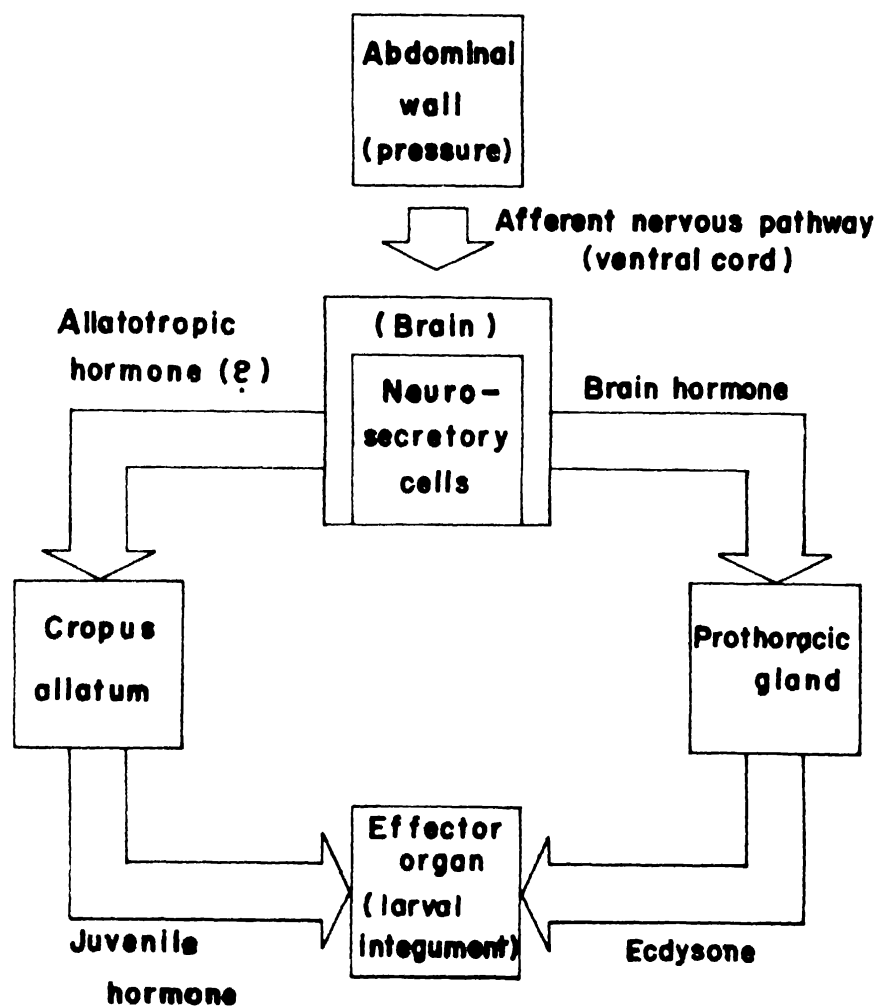 Abdominal
wall
(pressure)
Afferent nervous pathway
(ventral cord)
Allatotropic
hormone (?)
(Brain)
Neuro-
secretory
cells
Brain hormone
Cropus
allatum
Prothoracic
gland
Effector
organ
(larval
integument)
Juvenile
hormone
Ecdysone